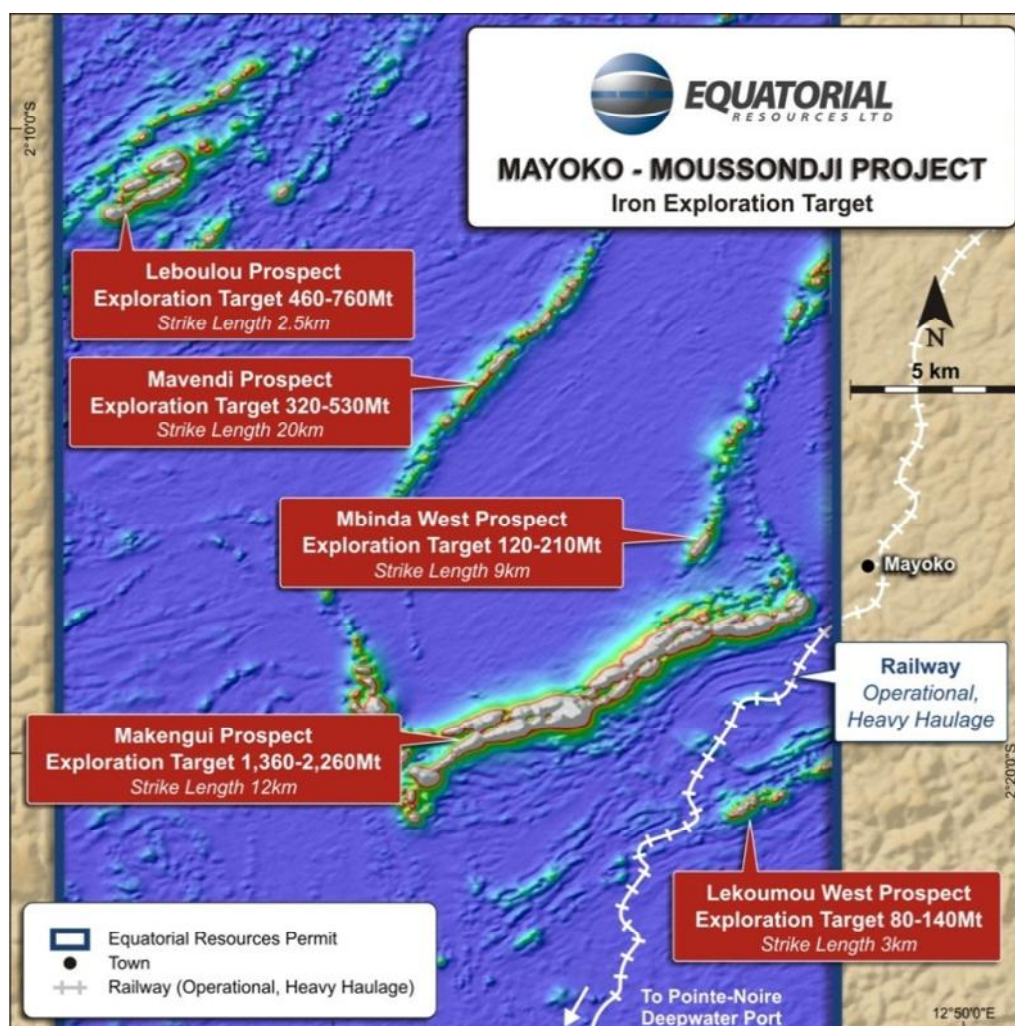 EQUATORIAL
RESOURCES LTD
MAYOKO - MOUSSONDJI PROJECT
Iron Exploration Target
2°10'0"S
Leboulou Prospect
Exploration Target 460-760Mt
Strike Length 2.5km
N
5 km
Mavendi Prospect
Exploration Target 320-530Mt
Strike Length 20km
Mbinda West Prospect
Exploration Target 120-210Mt
Strike Length 9km
Mayoko
Railway
Operational,
Heavy Haulage
Makengui Prospect
Exploration Target 1,360-2,260Mt
Strike Length 12km
2°20'0"S
Lekoumou West Prospect
Exploration Target 80-140Mt
Strike Length 3km
Equatorial Resources Permit
Town
Railway (Operational, Heavy Haulage)
To Pointe-Noire
Deepwater Port
12°50'0"E